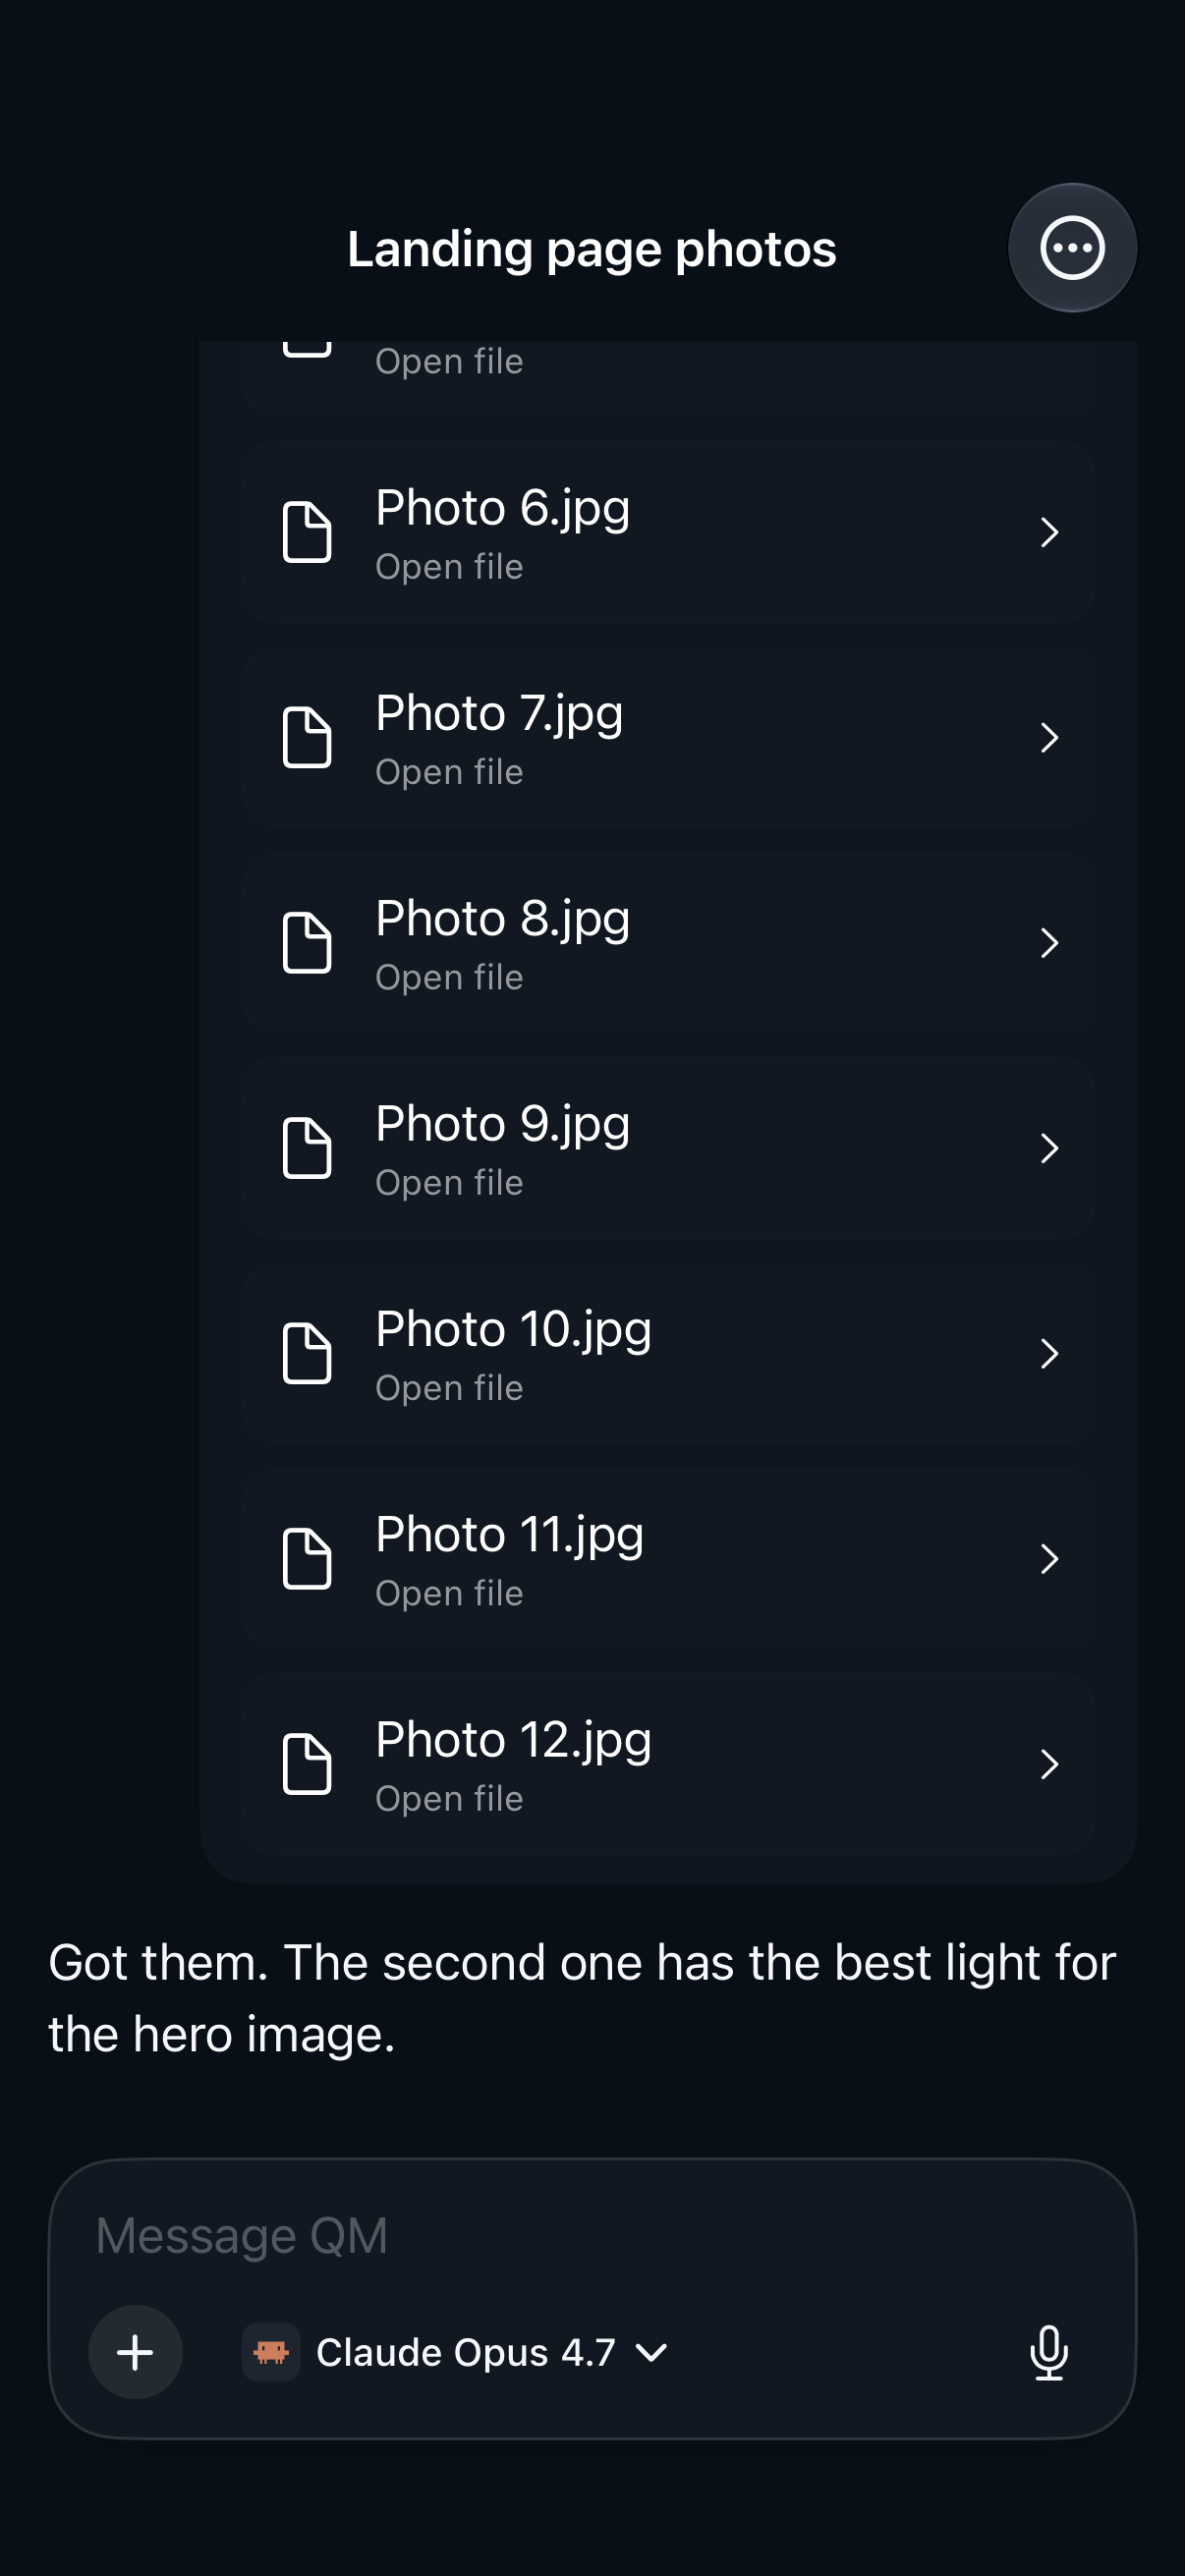 Landing page photos
Open file
Photo 6.jpg
Open file
Photo 7.jpg
Open file
Photo 8.jpg
Open file
Photo 9.jpg
Open file
Photo 10.jpg
Open file
Photo 11.jpg
Open file
Photo 12.jpg
Open file
Got them. The second one has the best light for
the hero image.
Message QM
Claude Opus 4.7